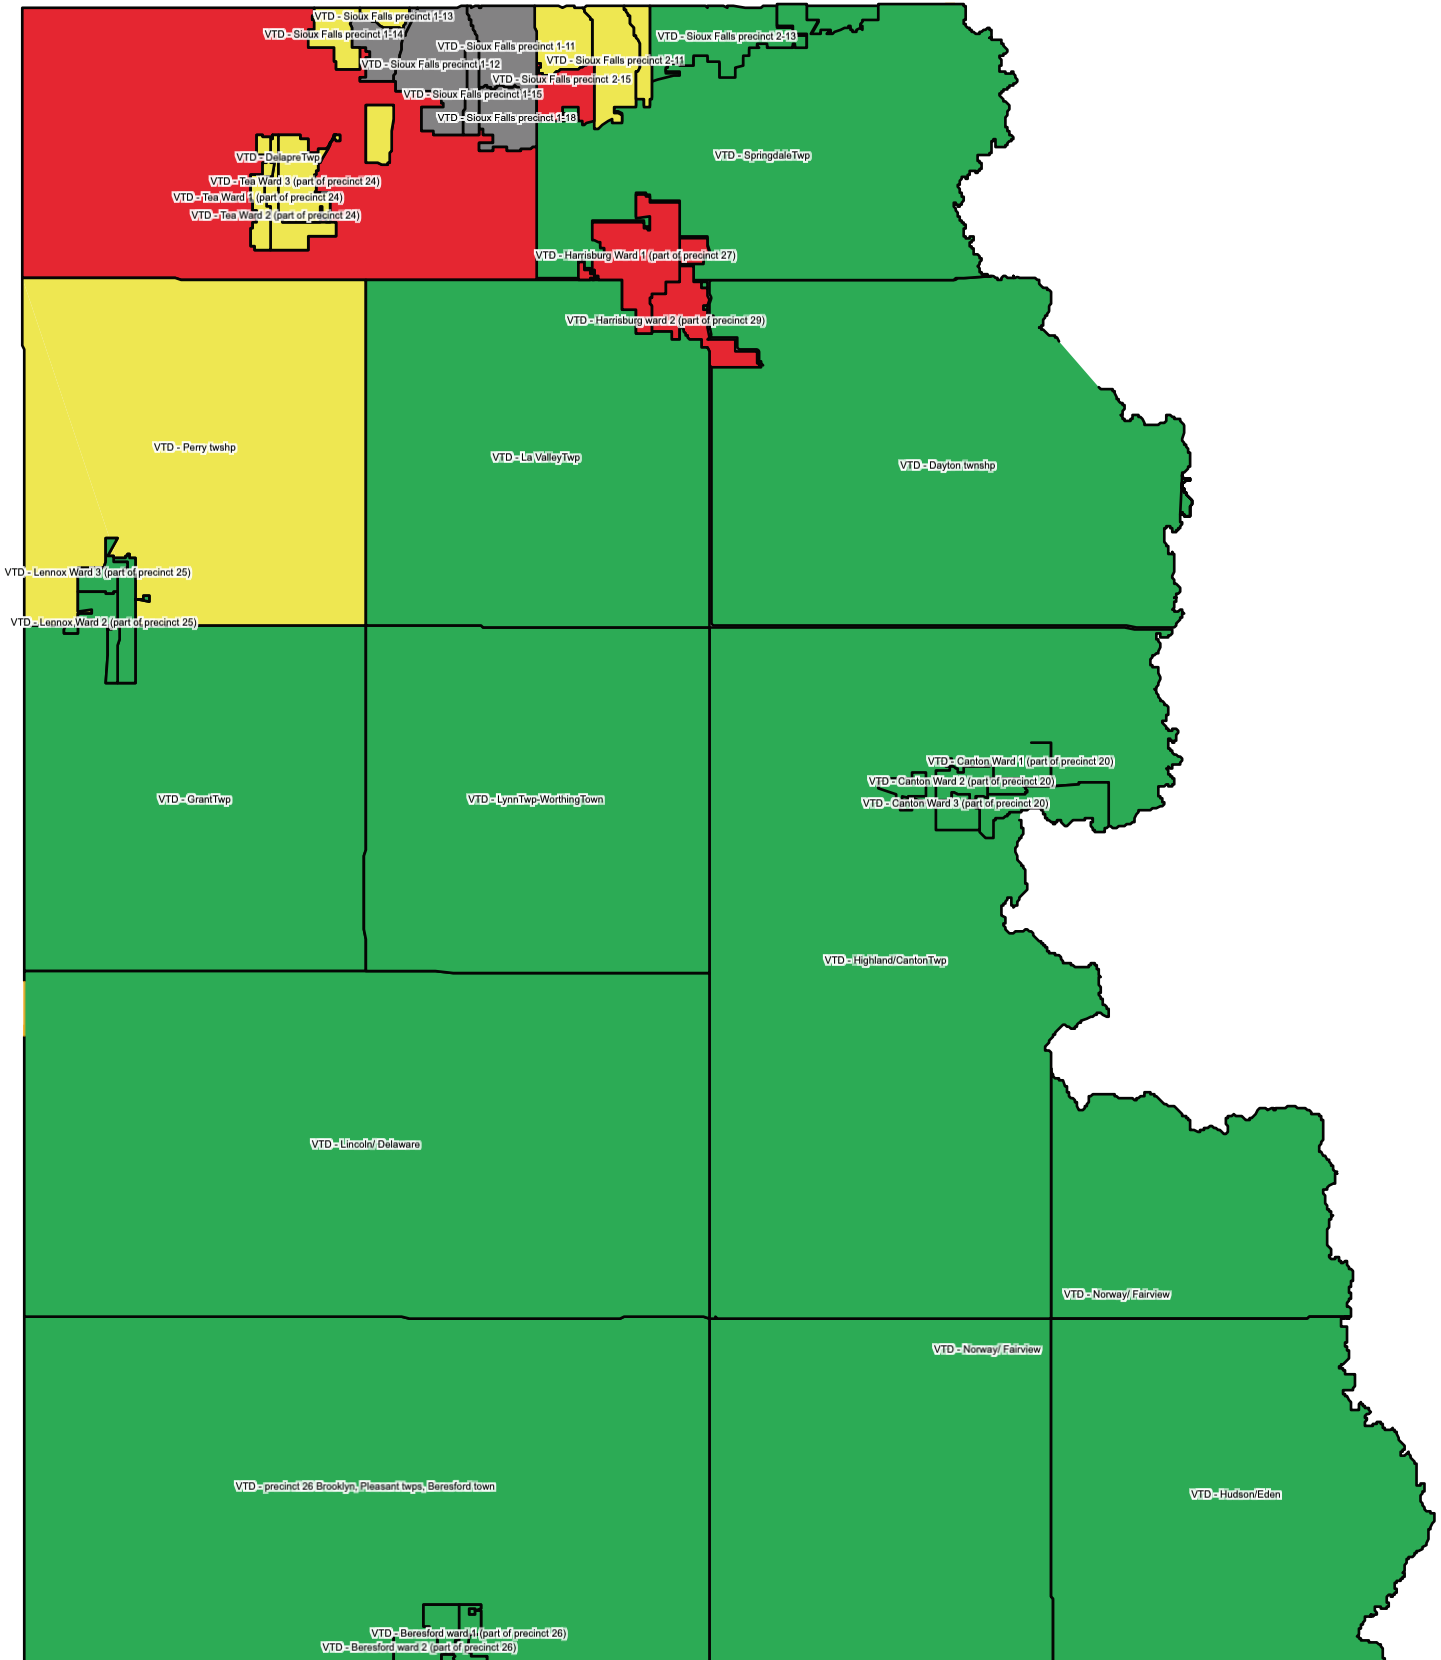 VTD - Sioux Falls precinct 1-13
VTD - Sioux Falls precinct 1-14
VTD - Sioux Falls precinct 2-13
VTD - Sioux Falls precinct 1-11
VTD - Sioux Falls precinct 2-11
VTD - Sioux Falls precinct 1-12
VTD - Sioux Falls precinct 2-15
VTD - Sioux Falls precinct 1-15
VTD - Sioux Falls precinct 1-18
VTD - DelapreTwp
VTD - SpringdaleTwp
VTD - Tea Ward 3 (part of precinct 24)
VTD - Tea Ward 1 (part of precinct 24)
VTD - Tea Ward 2 (part of precinct 24)
VTD - Harrisburg Ward 1 (part of precinct 27)
VTD - Harrisburg ward 2 (part of precinct 29)
VTD - Perry twshp
VTD - La ValleyTwp
VTD - Dayton twnshp
VTD - Lennox Ward 3 (part of precinct 25)
VTD - Lennox Ward 2 (part of precinct 25)
VTD - Canton Ward 1 (part of precinct 20)
VTD - Canton Ward 2 (part of precinct 20)
VTD - GrantTwp
VTD - LynnTwp-WorthingTown
VTD - Canton Ward 3 (part of precinct 20)
VTD - Highland/CantonTwp
VTD - Lincoln/ Delaware
VTD - Norway/ Fairview
VTD - Norway/ Fairview
VTD - precinct 26 Brooklyn, Pleasant twps, Beresford town
VTD - Hudson/Eden
VTD - Beresford ward 1 (part of precinct 26)
VTD - Beresford ward 2 (part of precinct 26)